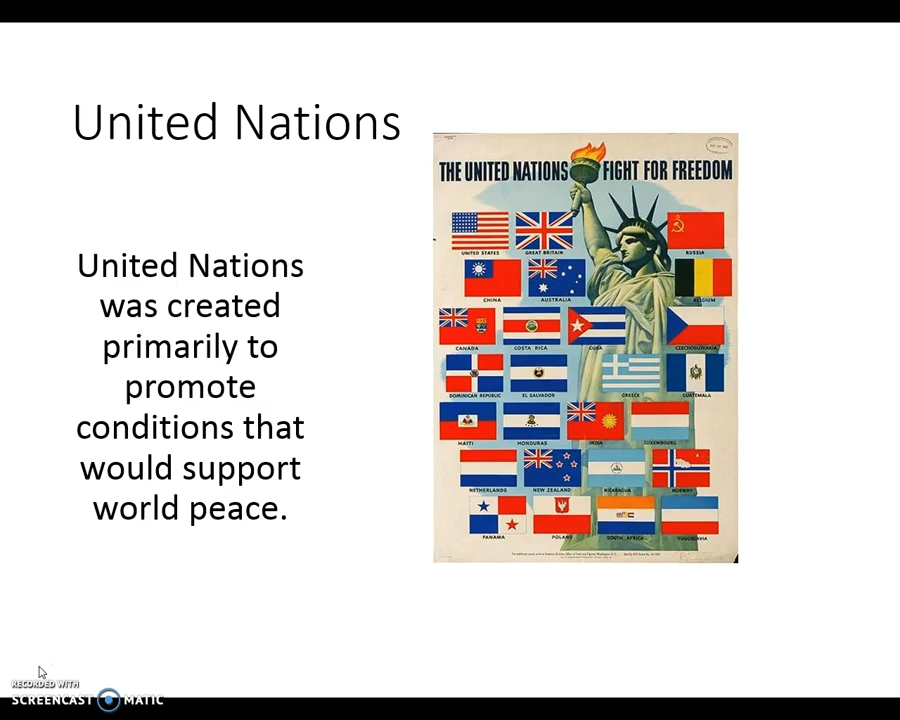 United Nations
United Nations
was created
primarily to
promote
conditions that
would support
world peace.
THE UNITED NATIONS FIGHT FOR FREEDOM
UNITED STATES GREAT BRITAIN RUSSIA
CHINA AUSTRALIA BELGIUM
CANADA COSTA RICA CUBA CZECHOSLOVAKIA
DOMINICAN REPUBLIC EL SALVADOR GREECE GUATEMALA
HAITI HONDURAS INDIA LUXEMBOURG
NETHERLANDS NEW ZEALAND NICARAGUA NORWAY
PANAMA POLAND SOUTH AFRICA YUGOSLAVIA
RECORDED WITH
SCREENCAST MATIC